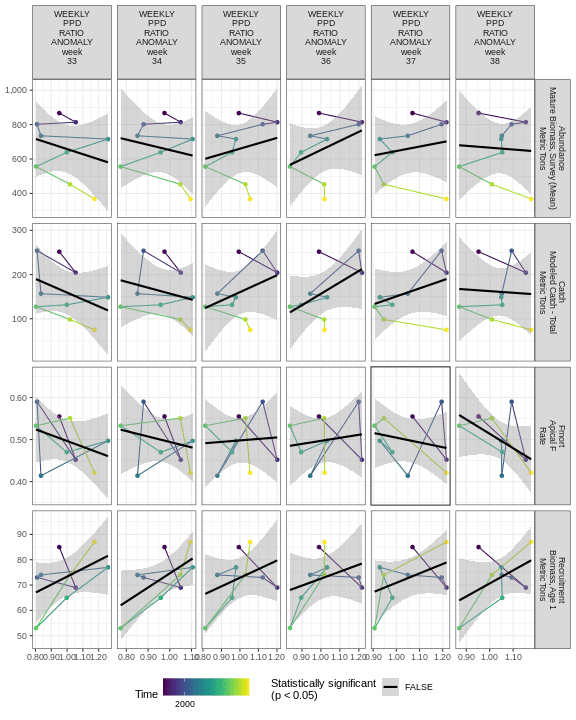 WEEKLY
PPD
RATIO
ANOMALY
week
33
WEEKLY
PPD
RATIO
ANOMALY
week
34
WEEKLY
PPD
RATIO
ANOMALY
week
35
WEEKLY
PPD
RATIO
ANOMALY
week
36
WEEKLY
PPD
RATIO
ANOMALY
week
37
WEEKLY
PPD
RATIO
ANOMALY
week
38
1,000
800
600
400
Abundance
Mature Biomass, Survey (Mean)
Metric Tons
300
200
100
Catch
Modeled Catch - Total
Metric Tons
0.60
0.50
0.40
Fmort
Apical F
Rate
90
80
70
60
50
Recruitment
Biomass, Age 1
Metric Tons
0.80 0.90 1.00 1.10 1.20
0.80 0.90 1.00 1.10
0.80 0.90 1.00 1.10 1.20
0.90 1.00 1.10 1.20
0.90 1.00 1.10 1.20
0.90 1.00 1.10
Time
2000
Statistically significant
(p < 0.05)
FALSE